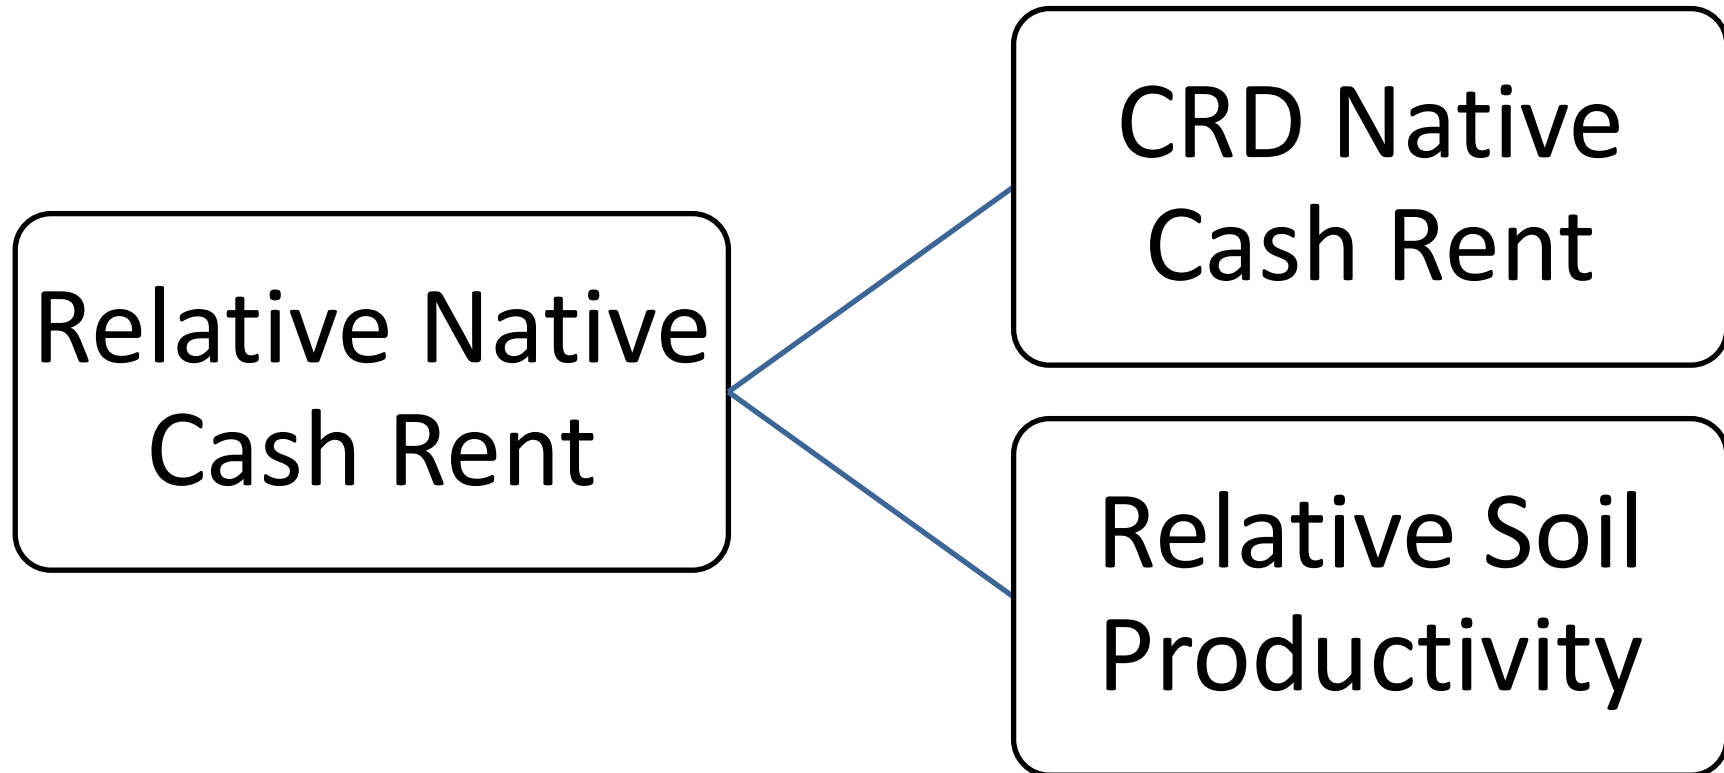 Relative Native
Cash Rent
CRD Native
Cash Rent
Relative Soil
Productivity